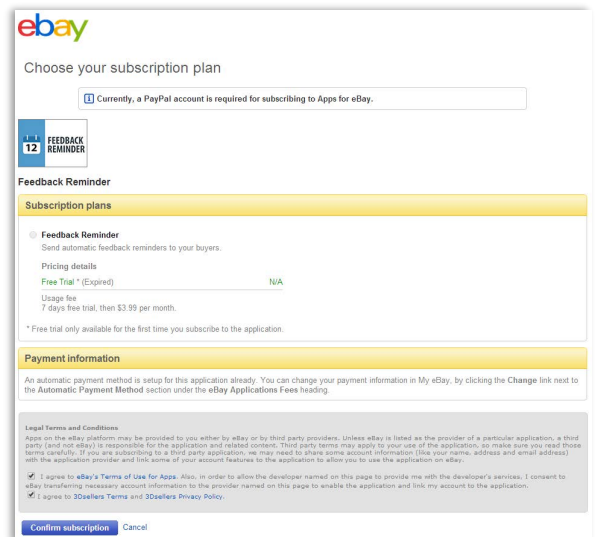 ebay
Choose your subscription plan
i Currently, a PayPal account is required for subscribing to Apps for eBay.
12 FEEDBACK
REMINDER
Feedback Reminder
Subscription plans
Feedback Reminder
Send automatic feedback reminders to your buyers.
Pricing details
Free Trial * (Expired) N/A
Usage fee
7 days free trial, then $3.99 per month.
* Free trial only available for the first time you subscribe to the application.
Payment information
An automatic payment method is setup for this application already. You can change your payment information in My eBay, by clicking the Change link next to
the Automatic Payment Method section under the eBay Applications Fees heading.
Legal Terms and Conditions
Apps on the eBay platform may be provided to you either by eBay or by third party providers. Unless eBay is listed as the provider of a particular application, a third
party (and not eBay) is responsible for the application and related content. Third party terms may apply to your use of the application, so make sure you read those
terms carefully. If you are subscribing to a third party application, we may need to share some account information (like your name, address and email address)
with the application provider and link some of your account features to the application to allow you to use the application on eBay.
I agree to eBay's Terms of Use for Apps. Also, in order to allow the developer named on this page to provide me with the developer's services, I consent to
eBay transferring necessary account information to the provider named on this page to enable the application and link my account to the application.
I agree to 3Dsellers Terms and 3Dsellers Privacy Policy.
Confirm subscription Cancel